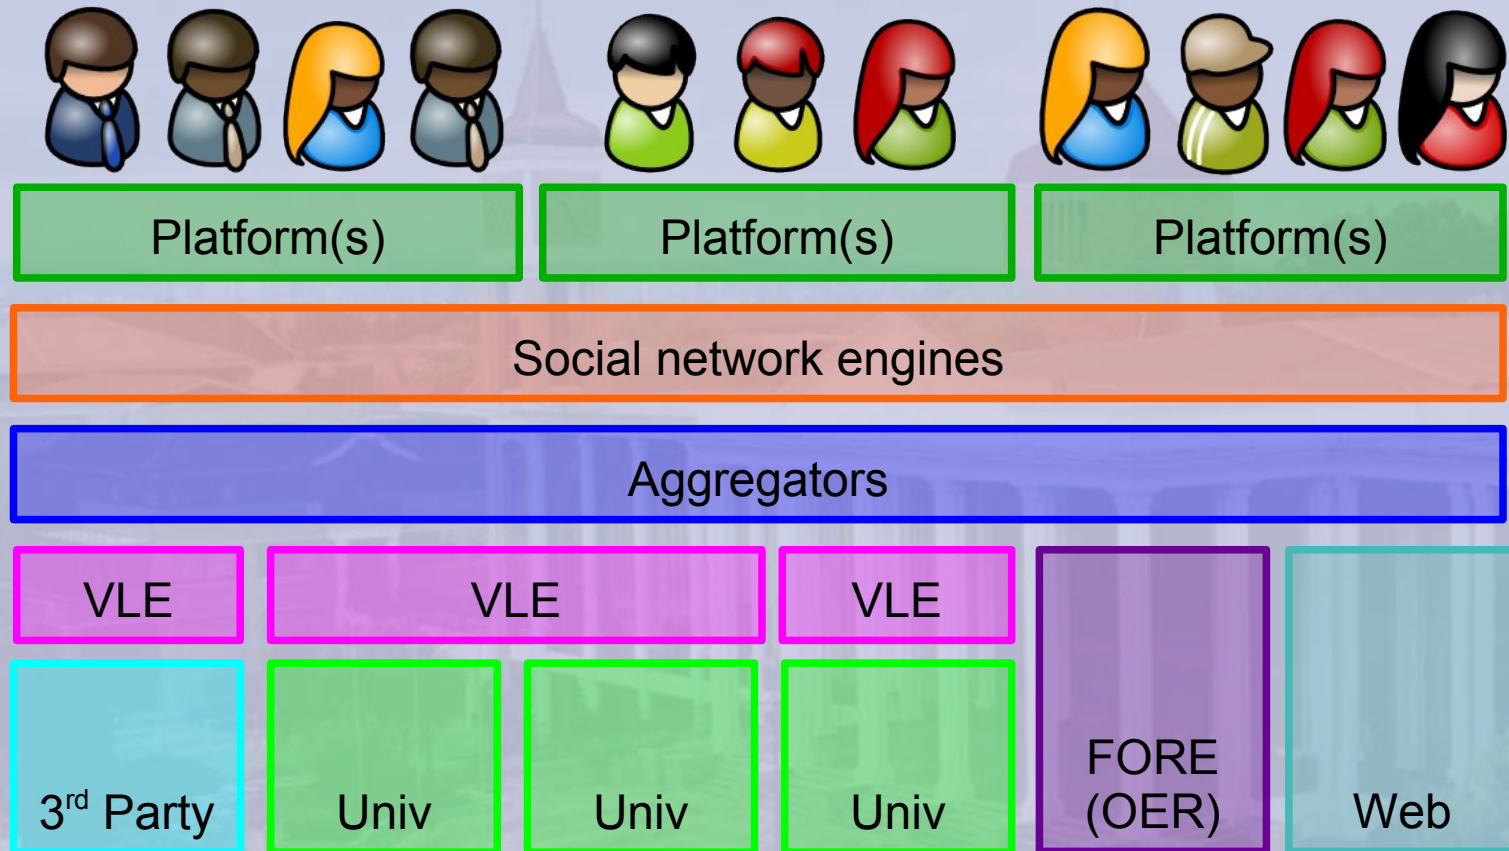 Platform(s) Platform(s) Platform(s)
Social network engines
Aggregators
VLE VLE VLE
3rd Party Univ Univ Univ FORE (OER) Web